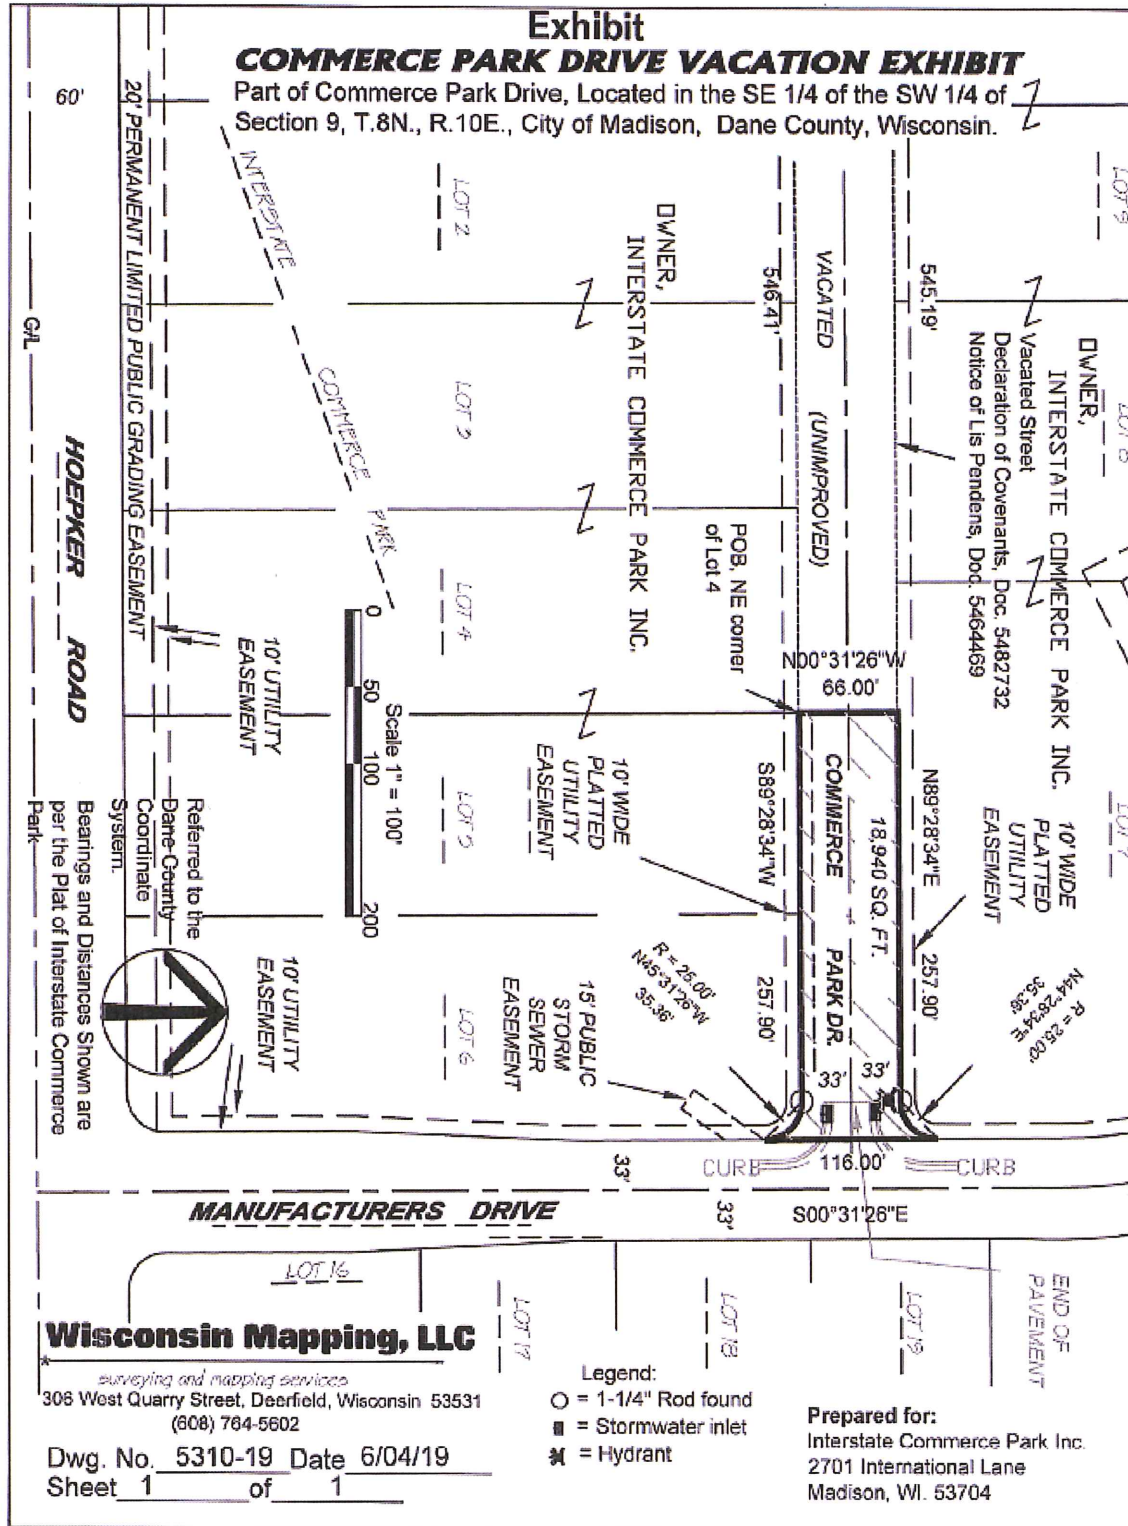 Exhibit
COMMERCE PARK DRIVE VACATION EXHIBIT
Part of Commerce Park Drive, Located in the SE 1/4 of the SW 1/4 of
Section 9, T.8N., R.10E., City of Madison, Dane County, Wisconsin.
60'
20' PERMANENT LIMITED PUBLIC GRADING EASEMENT
INTERSTATE COMMERCE PARK
LOT 2
LOT 3
LOT 4
LOT 5
LOT 6
OWNER,
INTERSTATE COMMERCE PARK INC.
546.41'
VACATED (UNIMPROVED)
545.19'
LOT 9
LOT 8
LOT 7
OWNER,
INTERSTATE COMMERCE PARK INC.
Vacated Street
Declaration of Covenants, Doc. 5482732
Notice of Lis Pendens, Doc. 5464469
C/L
HOEPKER ROAD
10' UTILITY
EASEMENT
0 50 100 200
Scale 1" = 100'
POB, NE corner
of Lot 4
N00°31'26"W
66.00'
10' WIDE
PLATTED
UTILITY
EASEMENT
S89°28'34"W 257.90'
COMMERCE PARK DR.
18,940 SQ. FT.
N89°28'34"E 257.90'
10' WIDE
PLATTED
UTIILITY
EASEMENT
Referred to the
Dane County
Coordinate
System.
Bearings and Distances Shown are
per the Plat of Interstate Commerce
Park
10' UTILITY
EASEMENT
15' PUBLIC
STORM
SEWER
EASEMENT
R = 25.00'
N45°31'26"W
35.36'
N44°28'34"E
35.36'
R = 25.00'
33' 33'
CURB 116.00' CURB
33'
33'
MANUFACTURERS DRIVE
S00°31'26"E
END OF
PAVEMENT
LOT 16
LOT 17
LOT 18
LOT 19
Wisconsin Mapping, LLC
surveying and mapping services
306 West Quarry Street, Deerfield, Wisconsin 53531
(608) 764-5602
Dwg. No. 5310-19 Date 6/04/19
Sheet 1 of 1
Legend:
= 1-1/4" Rod found
= Stormwater inlet
= Hydrant
Prepared for:
Interstate Commerce Park Inc.
2701 International Lane
Madison, WI. 53704